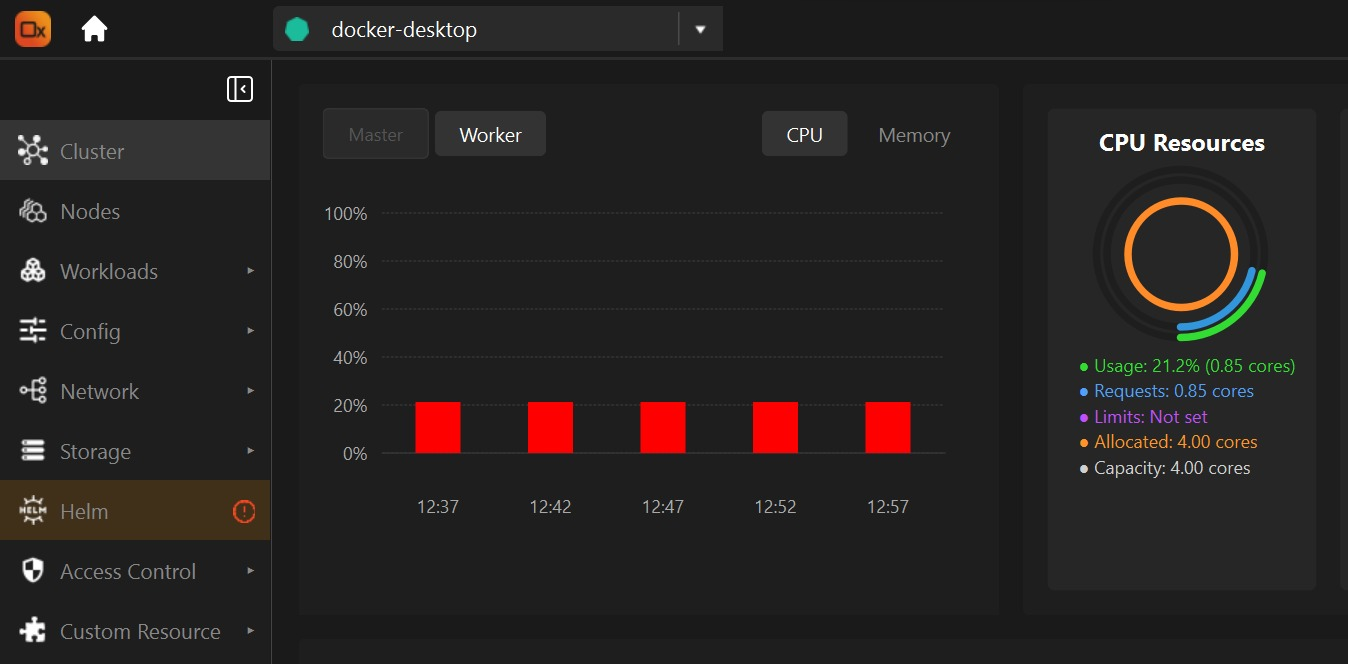 docker-desktop
Cluster
Nodes
Workloads
Config
Network
Storage
HELM Helm
Access Control
Custom Resource
Master Worker CPU Memory
100%
80%
60%
40%
20%
0%
12:37 12:42 12:47 12:52 12:57
CPU Resources
Usage: 21.2% (0.85 cores)
Requests: 0.85 cores
Limits: Not set
Allocated: 4.00 cores
Capacity: 4.00 cores